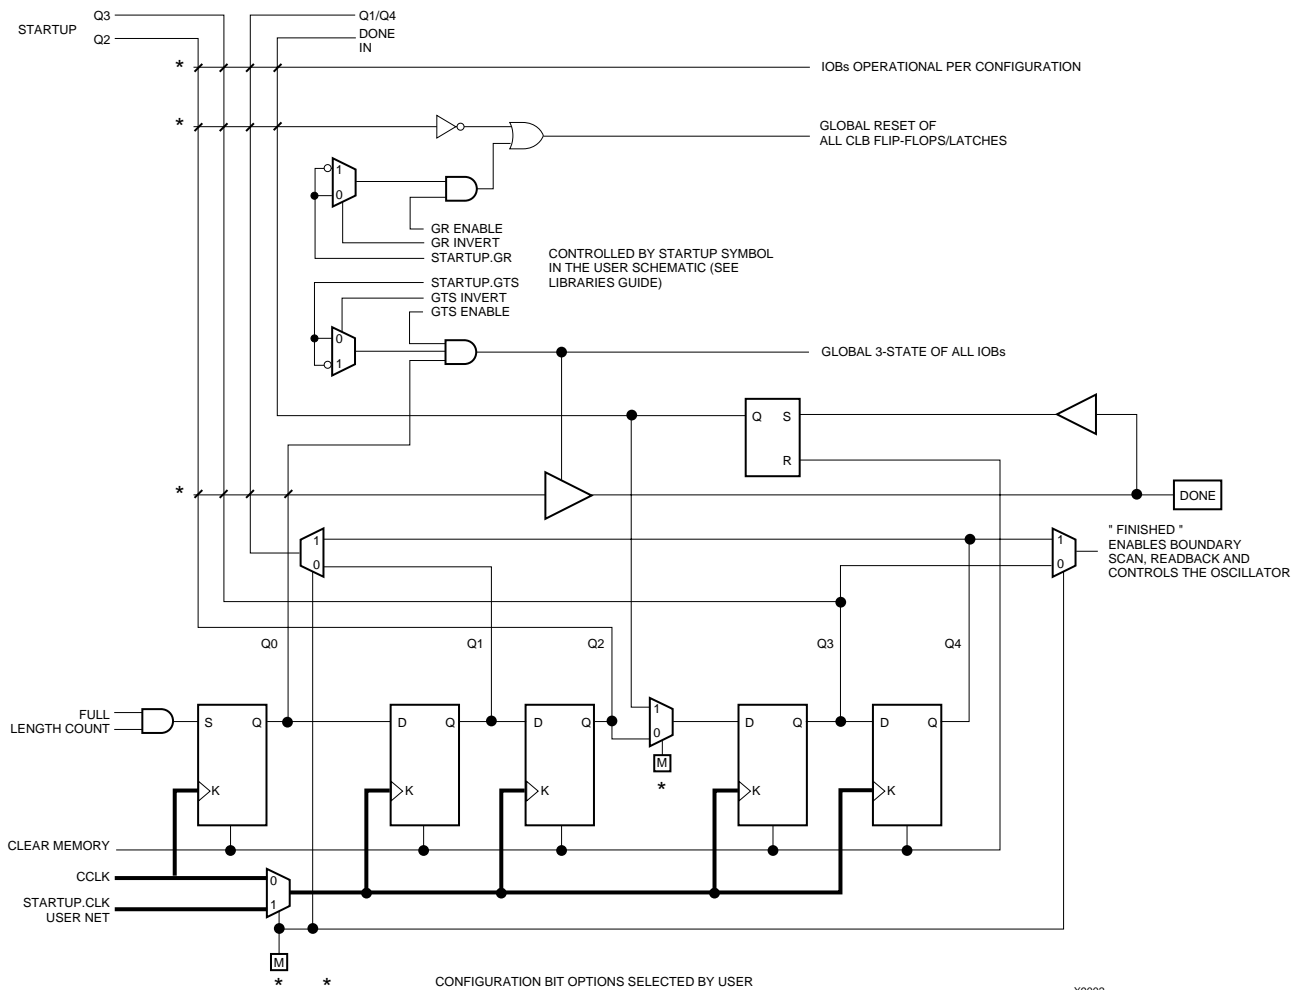 Q3
Q1/Q4
STARTUP
Q2
DONE
IN
*
IOBs OPERATIONAL PER CONFIGURATION
*
GLOBAL RESET OF
ALL CLB FLIP-FLOPS/LATCHES
1
0
GR ENABLE
GR INVERT
STARTUP.GR
CONTROLLED BY STARTUP SYMBOL
IN THE USER SCHEMATIC (SEE
LIBRARIES GUIDE)
STARTUP.GTS
GTS INVERT
GTS ENABLE
0
1
GLOBAL 3-STATE OF ALL IOBs
Q S
R
*
DONE
" FINISHED "
ENABLES BOUNDARY
SCAN, READBACK AND
CONTROLS THE OSCILLATOR
1
0
1
0
Q0
Q1
Q2
Q3
Q4
FULL
LENGTH COUNT
S Q
K
D Q
K
D Q
K
1
0
M
*
D Q
K
D Q
K
CLEAR MEMORY
CCLK
STARTUP.CLK
USER NET
0
1
M
*
* CONFIGURATION BIT OPTIONS SELECTED BY USER